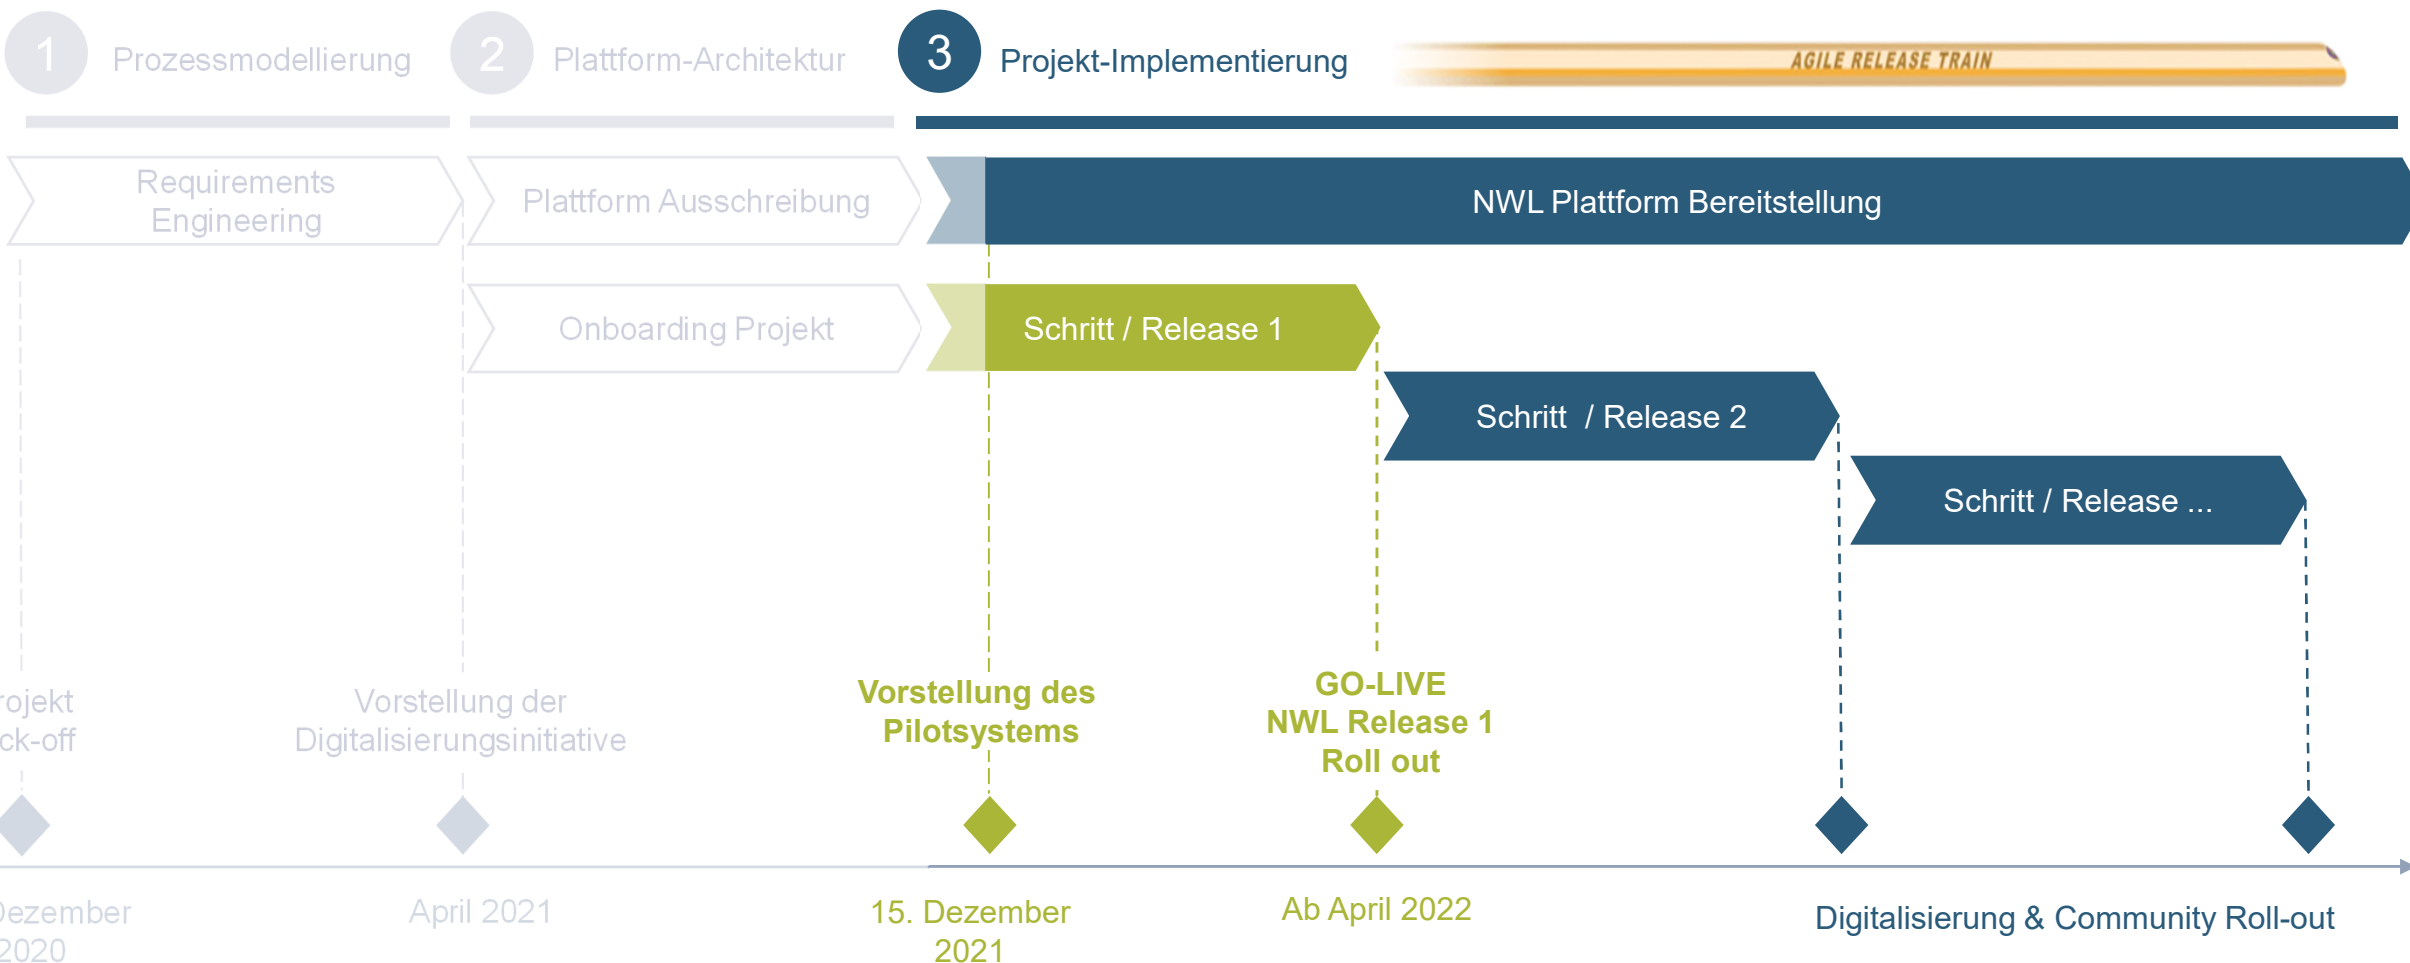 1 Prozessmodellierung
2 Plattform-Architektur
3 Projekt-Implementierung
AGILE RELEASE TRAIN
Requirements
Engineering
Plattform Ausschreibung
NWL Plattform Bereitstellung
Onboarding Projekt
Schritt / Release 1
Schritt / Release 2
Schritt / Release ...
rojekt
ck-off
Vorstellung der
Digitalisierungsinitiative
Vorstellung des
Pilotsystems
GO-LIVE
NWL Release 1
Roll out
Dezember
2020
April 2021
15. Dezember
2021
Ab April 2022
Digitalisierung & Community Roll-out